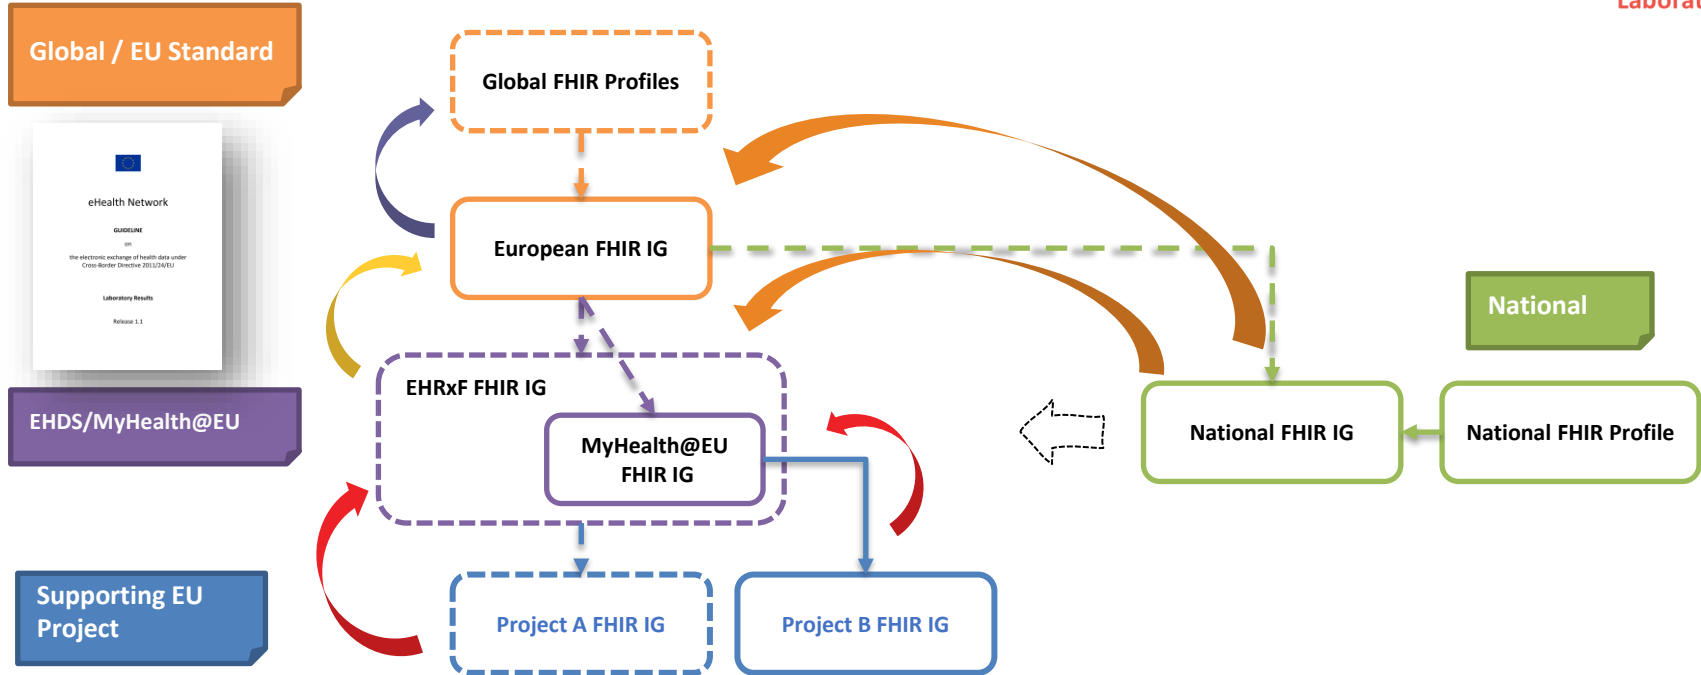 Laborat
Global / EU Standard
Global FHIR Profiles
eHealth Network
GUIDELINE
on
the electronic exchange of health data under
Cross-Border Directive 2011/24/EU
Laboratory Results
Release 1.1
European FHIR IG
National
EHRxF FHIR IG
EHDS/MyHealth@EU
MyHealth@EU
FHIR IG
National FHIR IG
National FHIR Profile
Supporting EU
Project
Project A FHIR IG
Project B FHIR IG